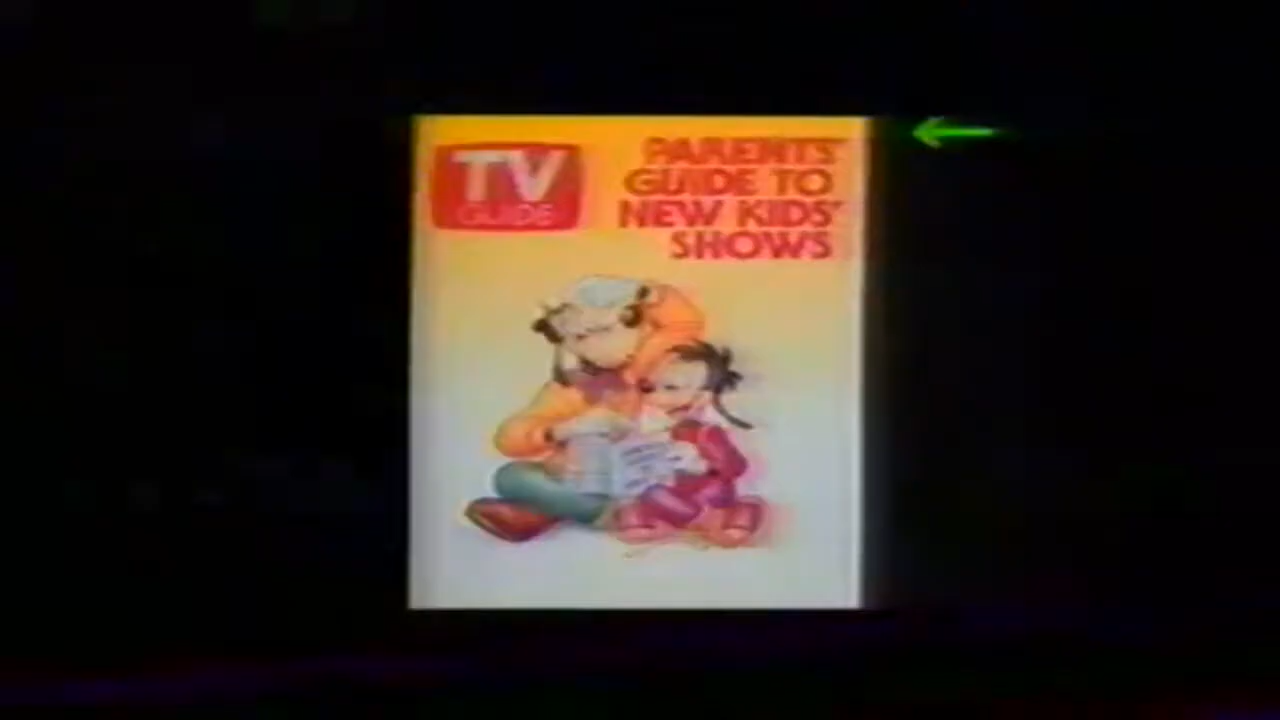 TV
GUIDE
PARENTS'
GUIDE TO
NEW KIDS'
SHOWS